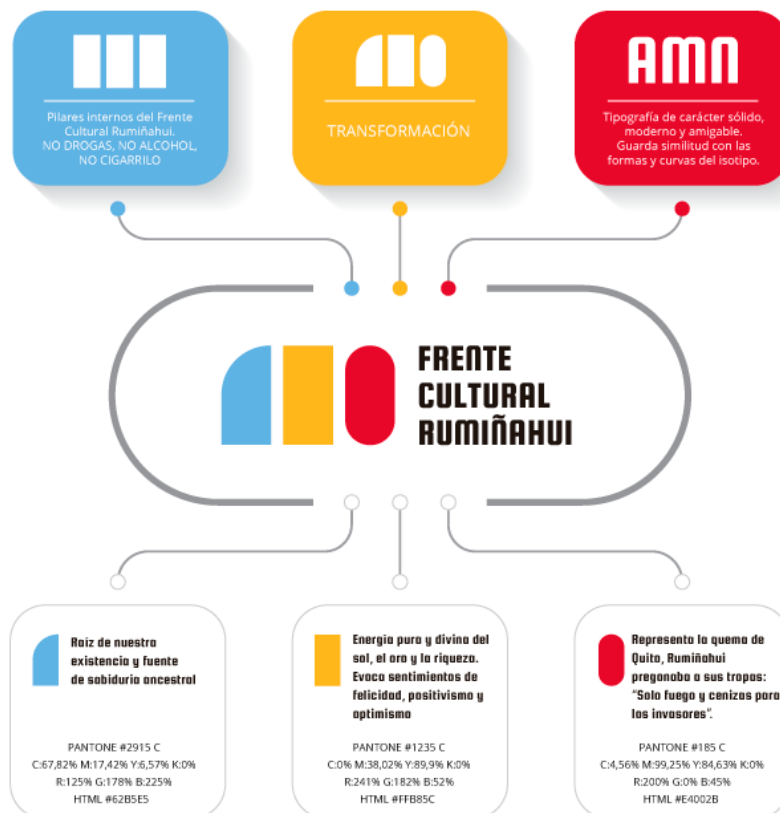 Pilares internos del Frente
Cultural Rumiñahui.
NO DROGAS, NO ALCOHOL,
NO CIGARRILO
TRANSFORMACIÓN
AMN
Tipografía de carácter sólido,
moderno y amigable.
Guarda similitud con las
formas y curvas del isotipo.
FRENTE
CULTURAL
RUMIÑAHUI
Raíz de nuestra
existencia y fuente
de sabiduría ancestral
PANTONE #2915 C
C:67,82% M:17,42% Y:6,57% K:0%
R:125% G:178% B:225%
HTML #62B5E5
Energía pura y divina del
sol, el oro y la riqueza.
Evoca sentimientos de
felicidad, positivismo y
optimismo
PANTONE #1235 C
C:0% M:38,02% Y:89,9% K:0%
R:241% G:182% B:52%
HTML #FFB85C
Representa la quema de
Quito, Rumiñahui
pregonaba a sus tropas:
"Solo fuego y cenizas para
los invasores".
PANTONE #185 C
C:4,56% M:99,25% Y:84,63% K:0%
R:200% G:0% B:45%
HTML #E4002B